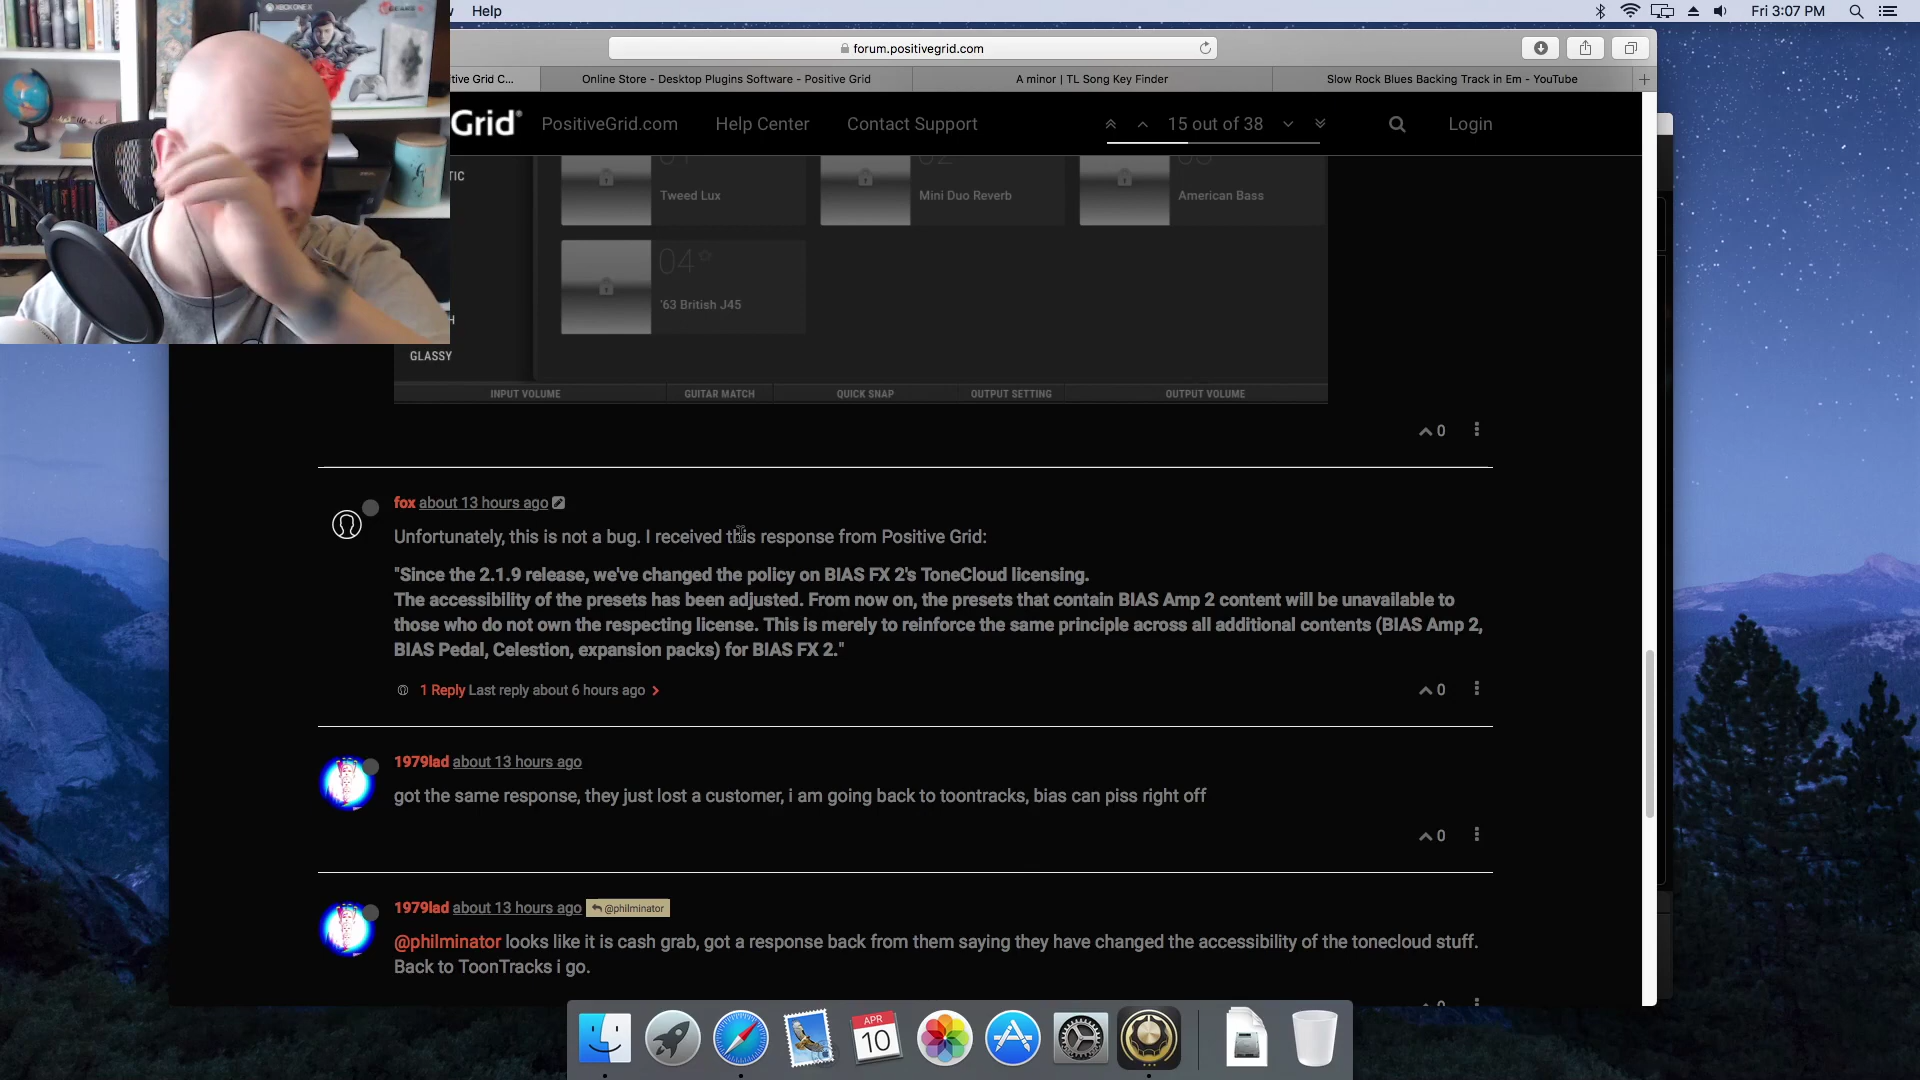 Help
Fri 3:07 PM
forum.positivegrid.com
tive Grid C...
Online Store - Desktop Plugins Software - Positive Grid
A minor | TL Song Key Finder
Slow Rock Blues Backing Track in Em - YouTube
Grid®
PositiveGrid.com
Help Center
Contact Support
15 out of 38
Login
XBOX ONE X
TIC
Tweed Lux
Mini Duo Reverb
American Bass
04
'63 British J45
H
GLASSY
INPUT VOLUME
GUITAR MATCH
QUICK SNAP
OUTPUT SETTING
OUTPUT VOLUME
0
fox about 13 hours ago
Unfortunately, this is not a bug. I received this response from Positive Grid:
"Since the 2.1.9 release, we've changed the policy on BIAS FX 2's ToneCloud licensing.
The accessibility of the presets has been adjusted. From now on, the presets that contain BIAS Amp 2 content will be unavailable to
those who do not own the respecting license. This is merely to reinforce the same principle across all additional contents (BIAS Amp 2,
BIAS Pedal, Celestion, expansion packs) for BIAS FX 2."
1 Reply Last reply about 6 hours ago
0
1979lad about 13 hours ago
got the same response, they just lost a customer, i am going back to toontracks, bias can piss right off
0
1979lad about 13 hours ago @philminator
@philminator looks like it is cash grab, got a response back from them saying they have changed the accessibility of the tonecloud stuff.
Back to ToonTracks i go.
APR
10